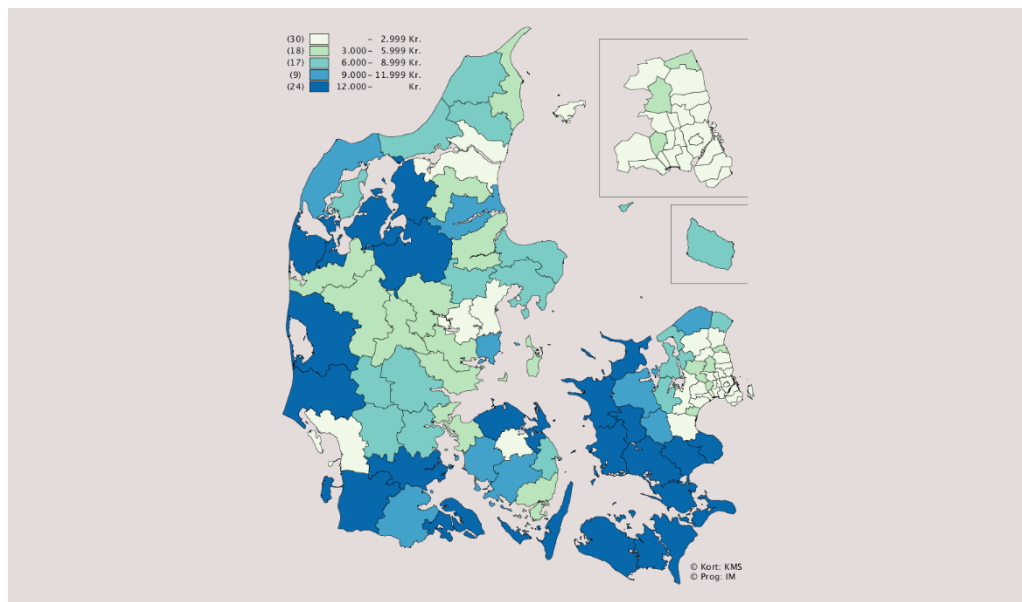 (30) – 2.999 Kr.
(18) 3.000– 5.999 Kr.
(17) 6.000– 8.999 Kr.
(9) 9.000–11.999 Kr.
(24) 12.000– Kr.
© Kort: KMS
© Prog: IM